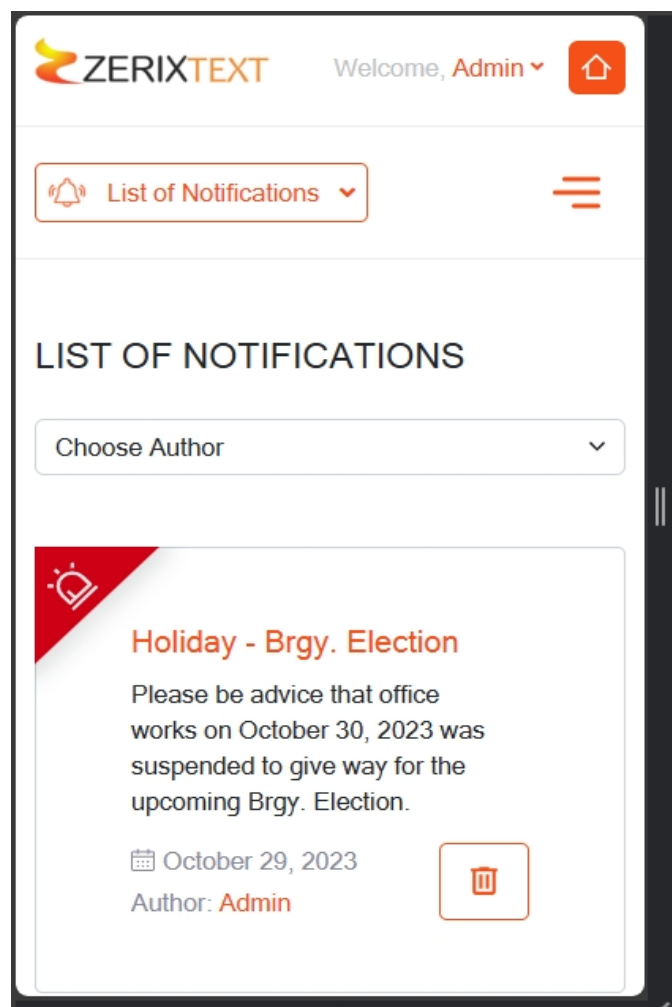 ZERIXTEXT
Welcome, Admin
List of Notifications
LIST OF NOTIFICATIONS
Choose Author
Holiday - Brgy. Election
Please be advice that office
works on October 30, 2023 was
suspended to give way for the
upcoming Brgy. Election.
October 29, 2023
Author: Admin